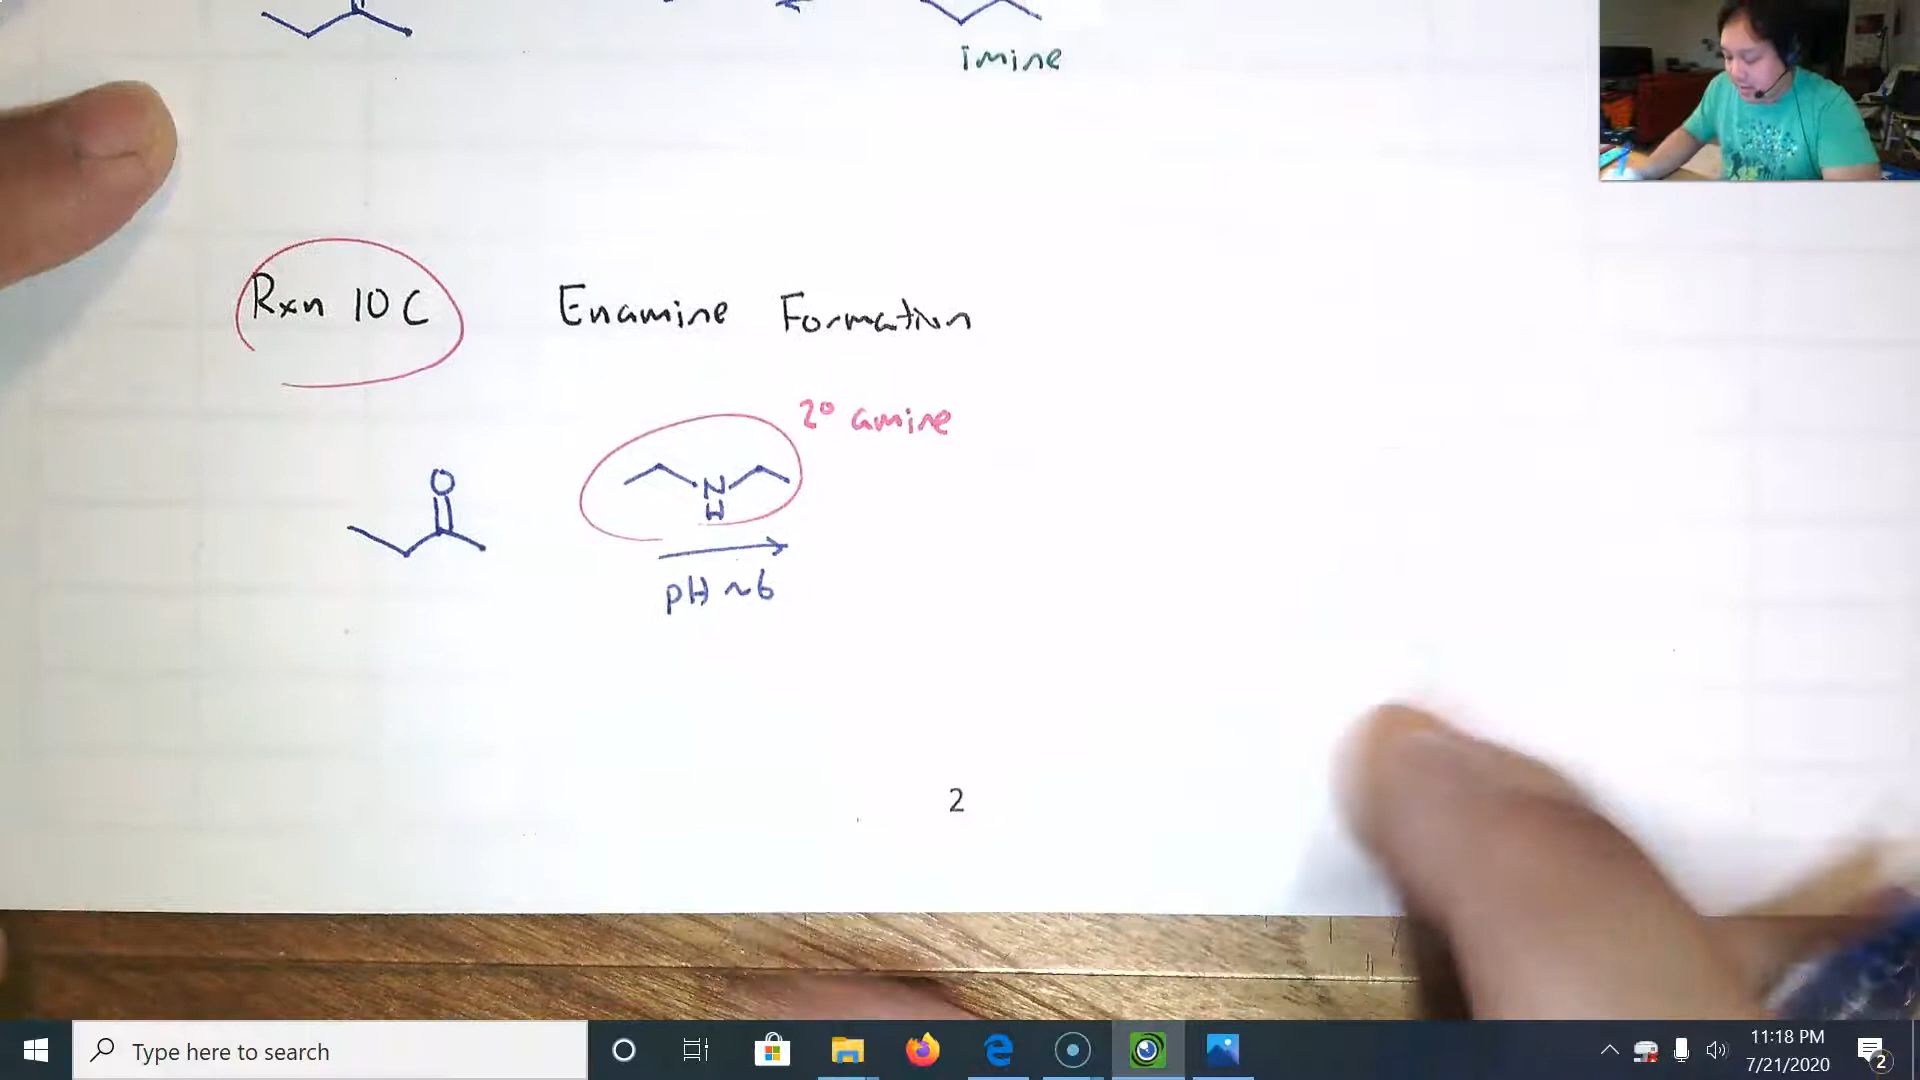 imine
Rxn 10C
Enamine Formation
2° amine
O
N
H
pH ~6
2
Type here to search
11:18 PM
7/21/2020
2